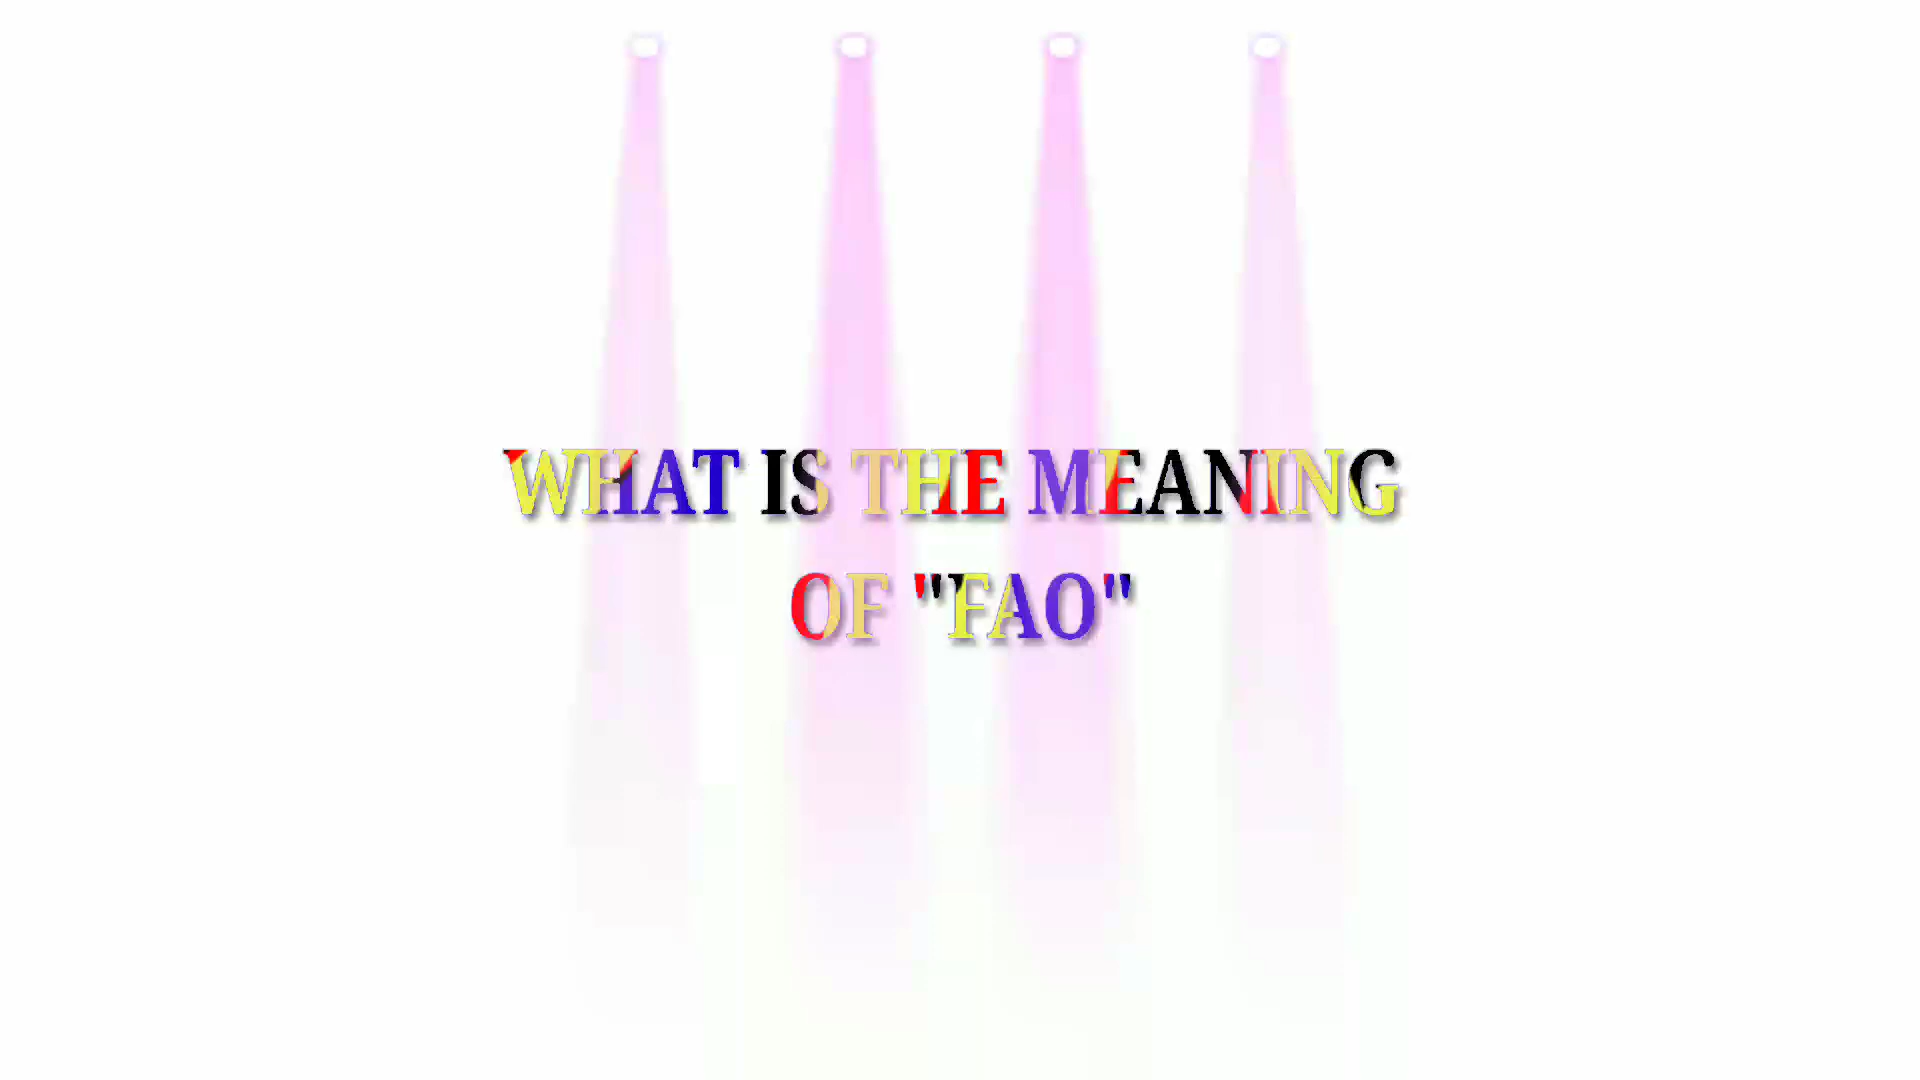 WHAT IS THE MEANING
OF "FAO"